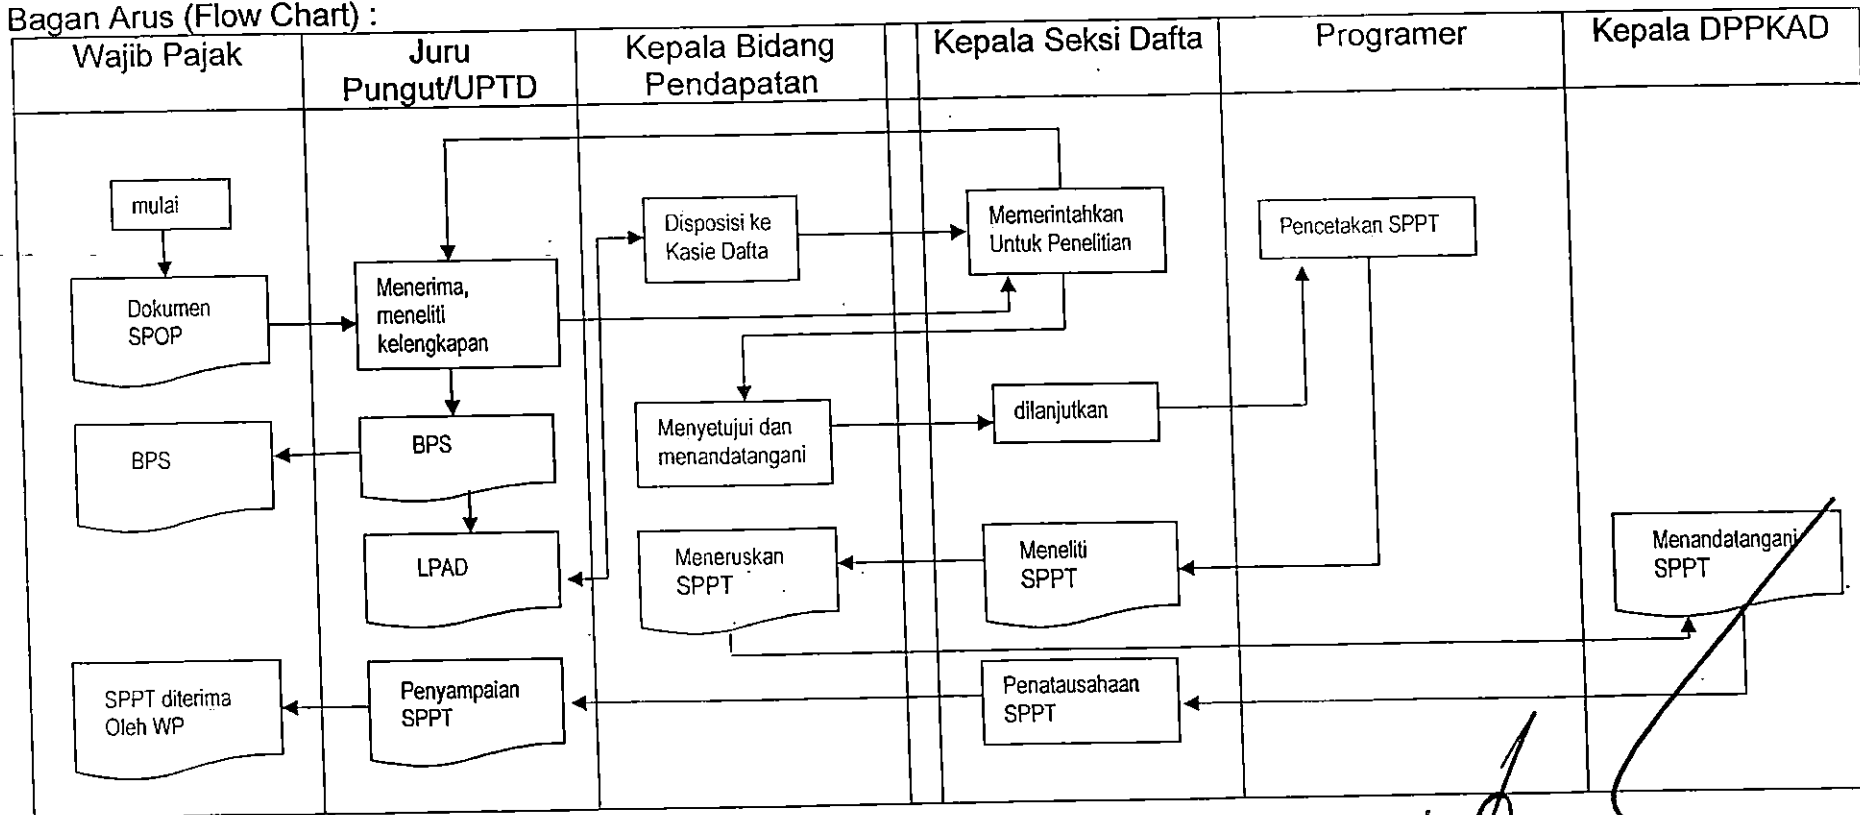 Bagan Arus (Flow Chart) :
Wajib Pajak
Juru
Pungut/UPTD
Kepala Bidang
Pendapatan
Kepala Seksi Dafta
Programer
Kepala DPPKAD
mulai
Dokumen
SPOP
BPS
SPPT diterima
Oleh WP
Menerima,
meneliti
kelengkapan
BPS
LPAD
Penyampaian
SPPT
Disposisi ke
Kasie Dafta
Menyetujui dan
menandatangani
Meneruskan
SPPT
Memerintahkan
Untuk Penelitian
dilanjutkan
Meneliti
SPPT
Penatausahaan
SPPT
Pencetakan SPPT
Menandatangani
SPPT